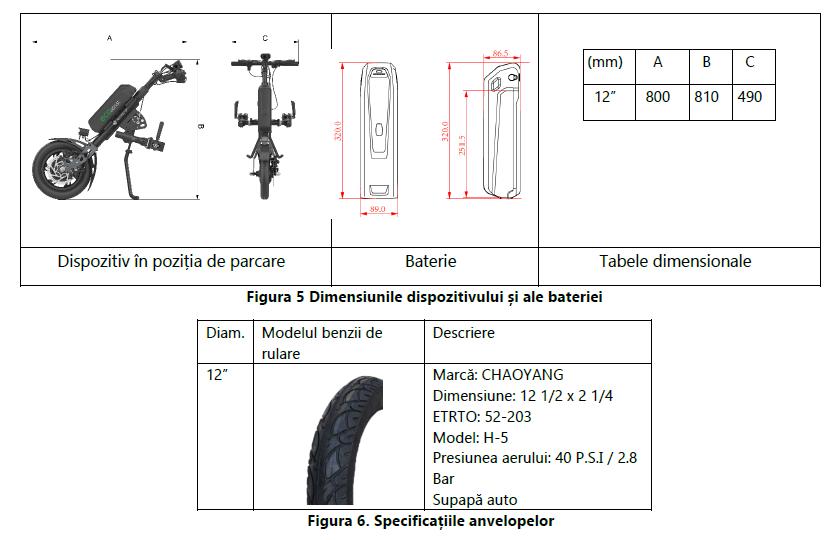 A
C
B
86.5
320.0
320.0
251.5
89.0
(mm) A B C
12” 800 810 490
Dispozitiv în poziția de parcare
Baterie
Tabele dimensionale
Figura 5 Dimensiunile dispozitivului și ale bateriei
Diam.
Modelul benzii de
rulare
Descriere
12”
Marcă: CHAOYANG
Dimensiune: 12 1/2 x 2 1/4
ETRTO: 52-203
Model: H-5
Presiunea aerului: 40 P.S.I / 2.8
Bar
Supapă auto
Figura 6. Specificațiile anvelopelor